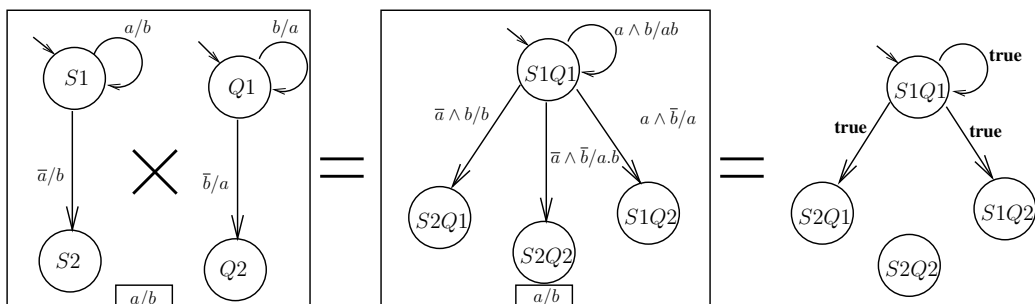 a/b
b/a
S1
Q1
a̅/b
b̅/a
S2
Q2
a/b
×
=
a ∧ b/ab
S1Q1
a̅ ∧ b/b
a ∧ b̅/a
a̅ ∧ b̅/a.b
S2Q1
S1Q2
S2Q2
a/b
=
true
S1Q1
true
true
S2Q1
S1Q2
S2Q2